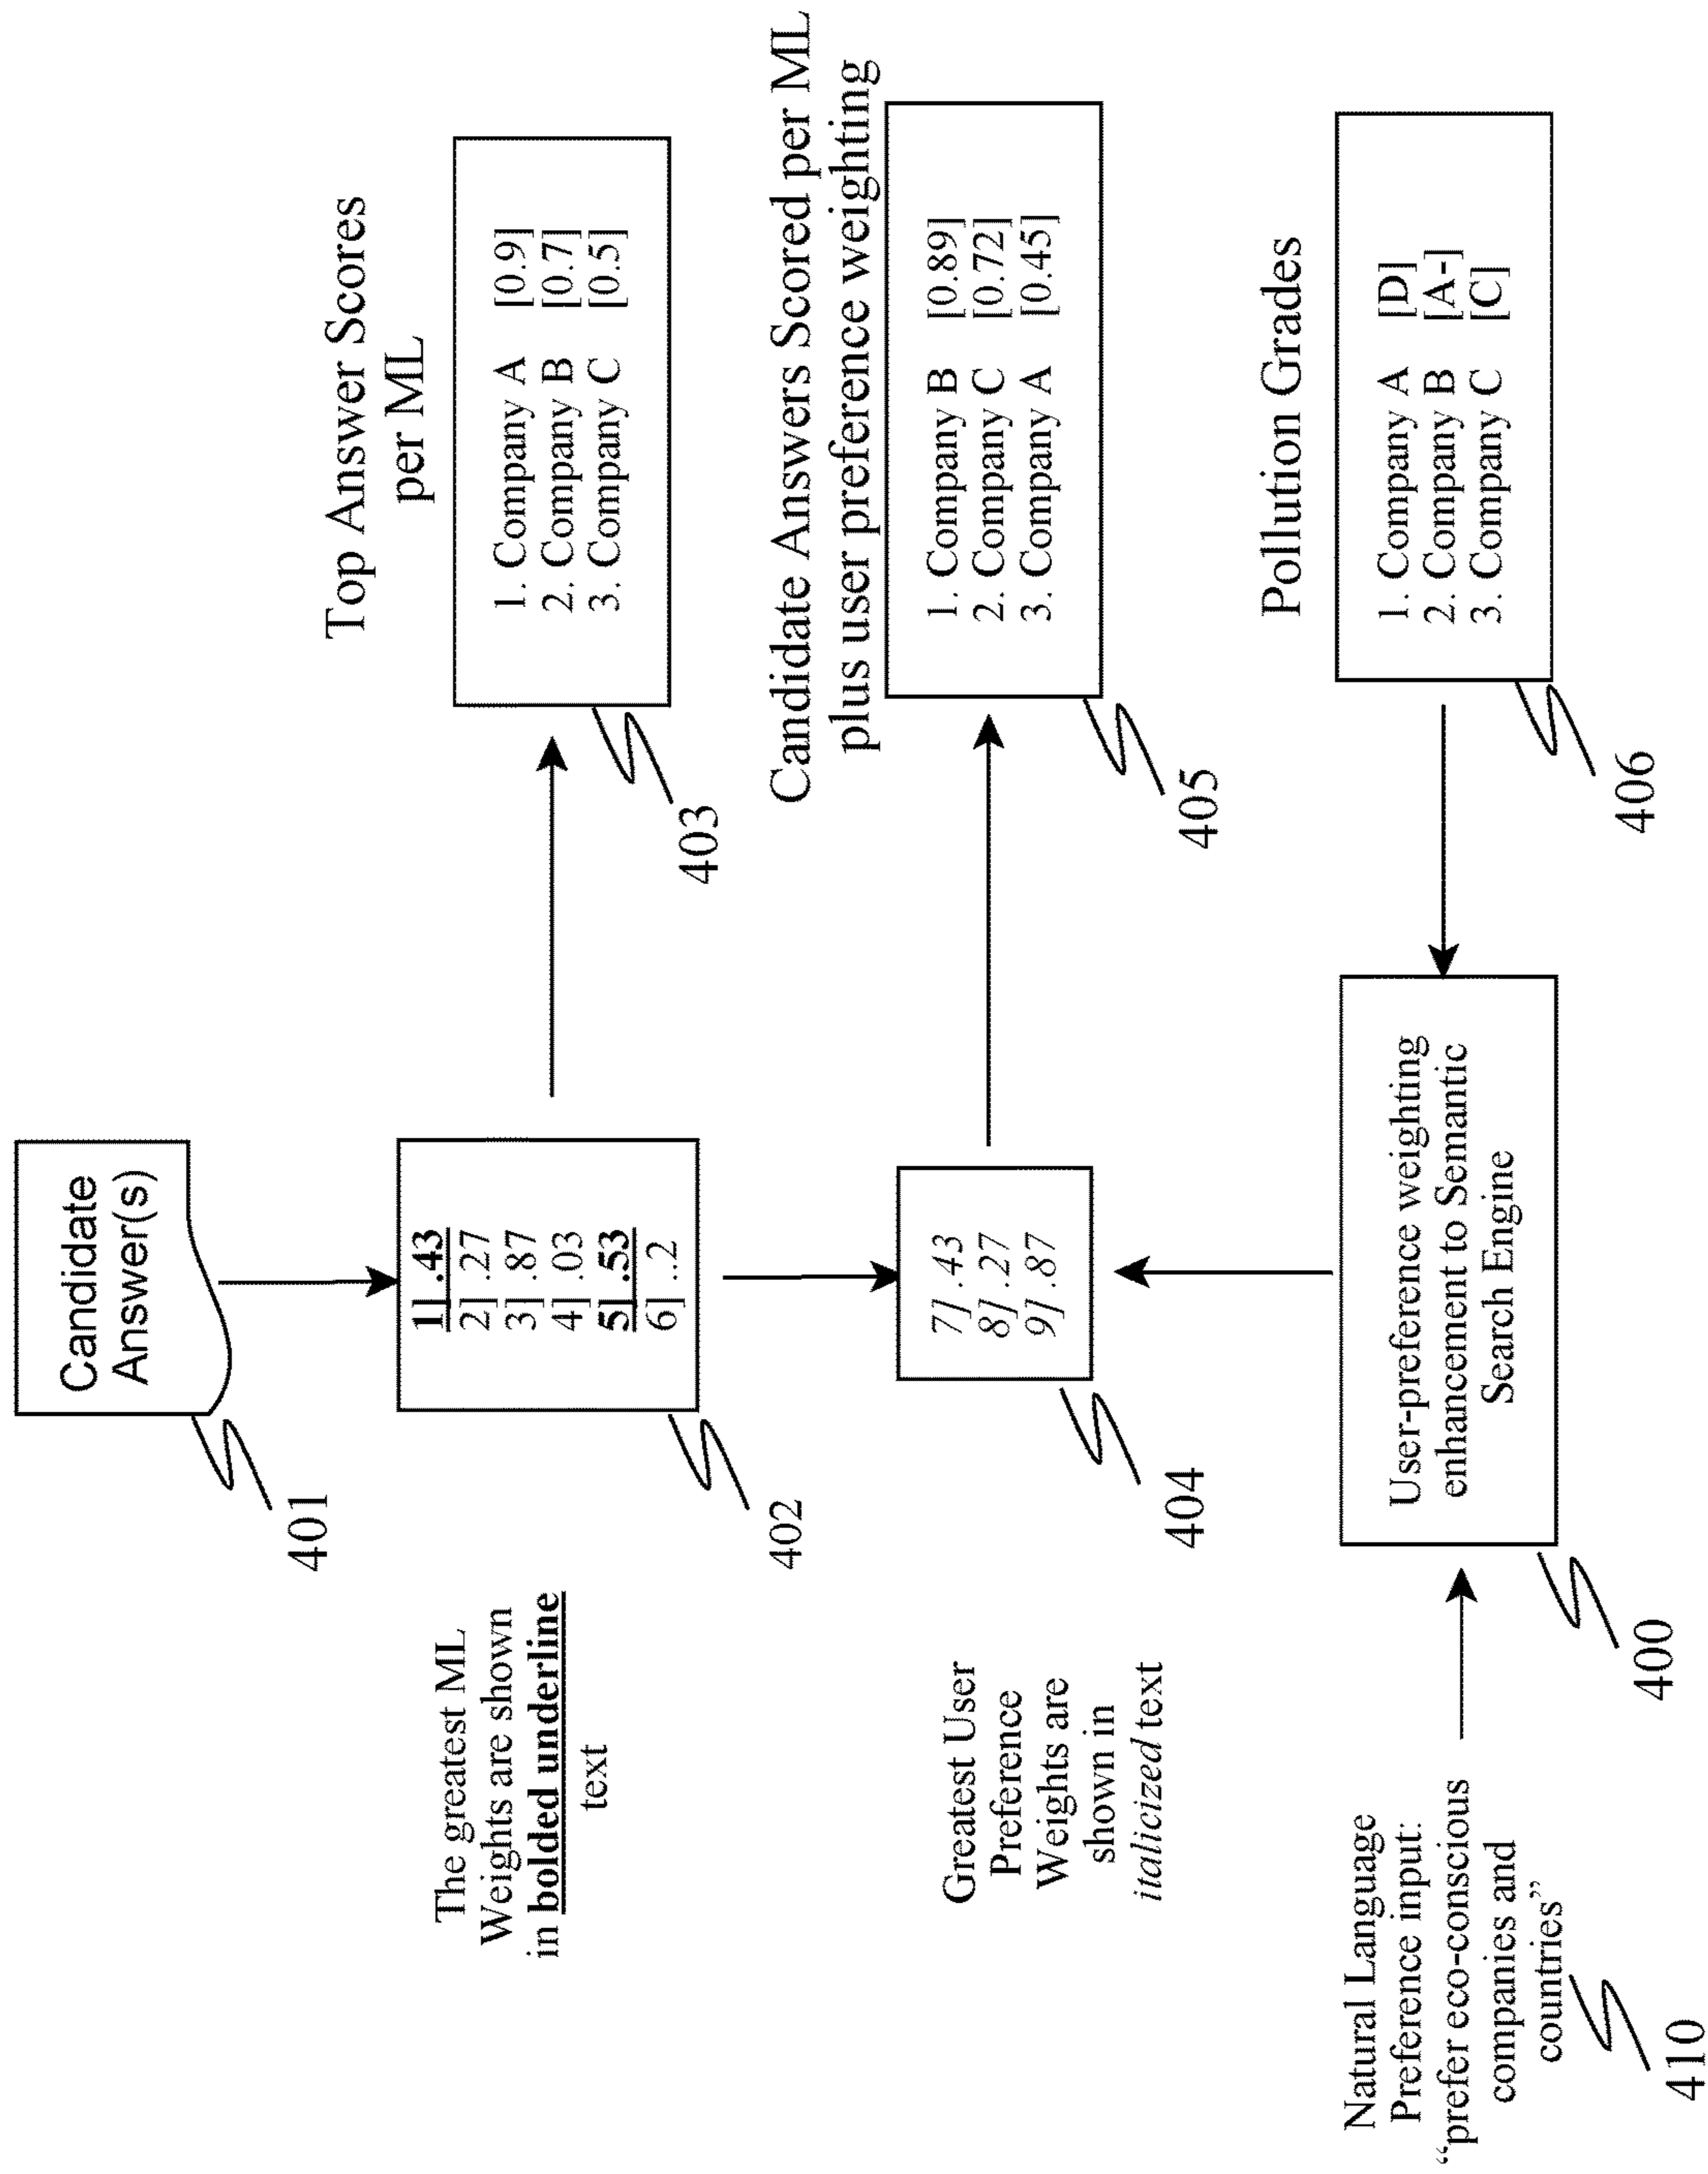 Candidate
Answer(s)
401
The greatest ML
Weights are shown
in bolded underline
text
1] .43
2] .27
3] .87
4] .03
5] .53
6] ..2
402
Top Answer Scores
per ML
1. Company A [0.9]
2. Company B [0.7]
3. Company C [0.5]
403
Greatest User
Preference
Weights are
shown in
italicized text
7] .43
8] .27
9] .87
404
Candidate Answers Scored per ML
plus user preference weighting
1. Company B [0.89]
2. Company C [0.72]
3. Company A [0.45]
405
Natural Language
Preference input:
“prefer eco-conscious
companies and
countries”
410
User-preference weighting
enhancement to Semantic
Search Engine
400
Pollution Grades
1. Company A [D]
2. Company B [A-]
3. Company C [C]
406